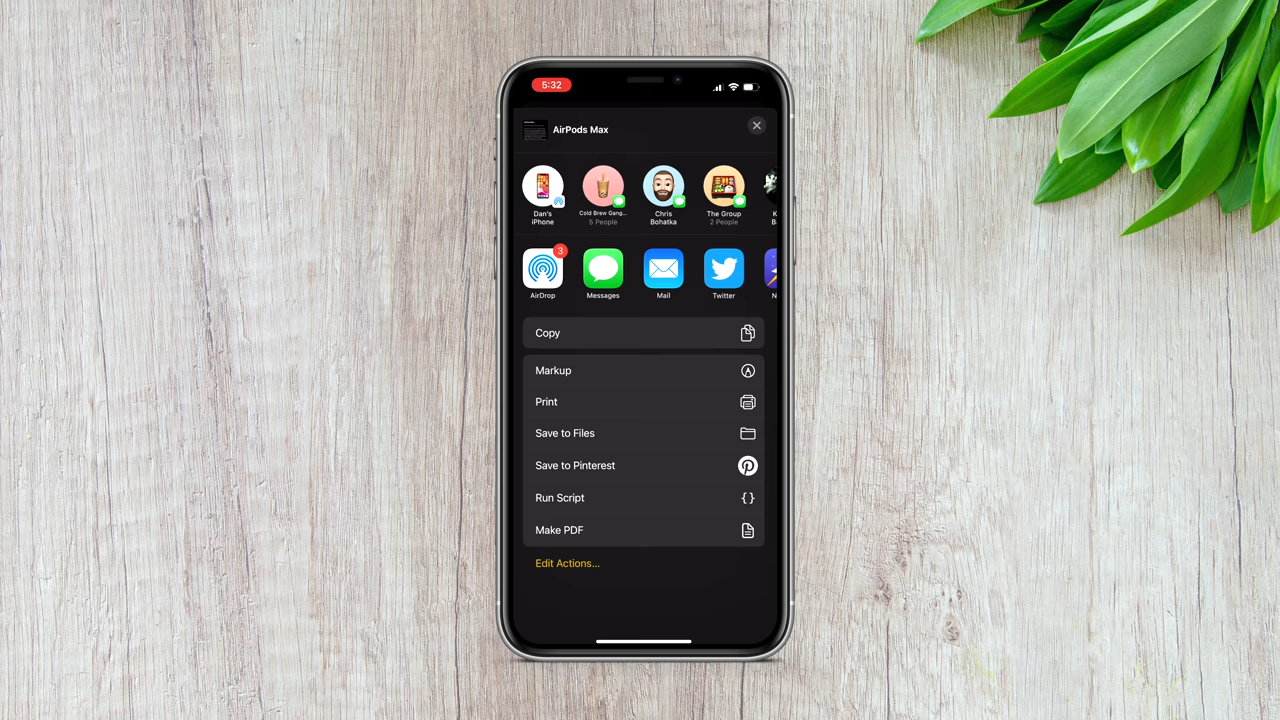 5:32
AirPods Max
Dan's
iPhone
Cold Brew Gang...
5 People
Chris
Bohatka
The Group
2 People
3
AirDrop
Messages
Mail
Twitter
Copy
Markup
Print
Save to Files
Save to Pinterest
Run Script
Make PDF
Edit Actions...